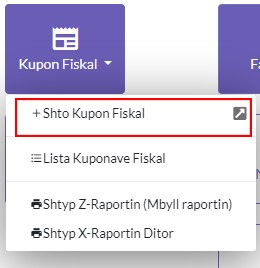 Kupon Fiskal
+Shto Kupon Fiskal
Lista Kuponave Fiskal
Shtyp Z-Raportin (Mbyll raportin)
Shtyp X-Raportin Ditor